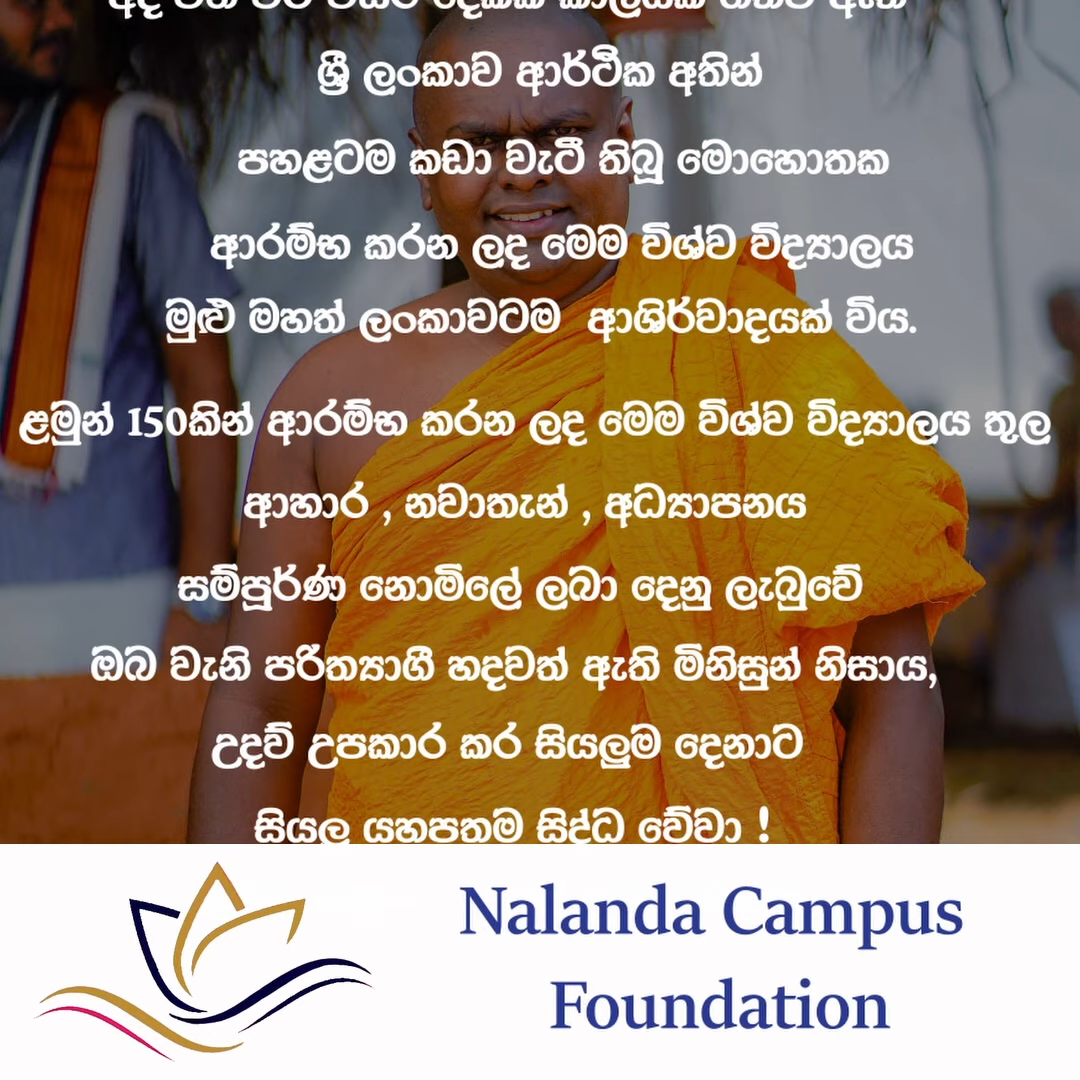 ශ්‍රී ලංකාව ආර්ථික අතින්
පහළටම කඩා වැටී තිබූ මොහොතක
ආරම්භ කරන ලද මෙම විශ්ව විද්‍යාලය
මුළු මහත් ලංකාවටම ආශිර්වාදයක් විය.
ළමුන් 150කින් ආරම්භ කරන ලද මෙම විශ්ව විද්‍යාලය තුල
ආහාර , නවාතැන් , අධ්‍යාපනය
සම්පූර්ණ නොමිලේ ලබා දෙනු ලැබුවේ
ඔබ වැනි පරිත්‍යාගී හදවත් ඇති මිනිසුන් නිසාය,
උදව් උපකාර කර සියලුම දෙනාට
සියලු යහපතම සිද්ධ වේවා !
Nalanda Campus
Foundation